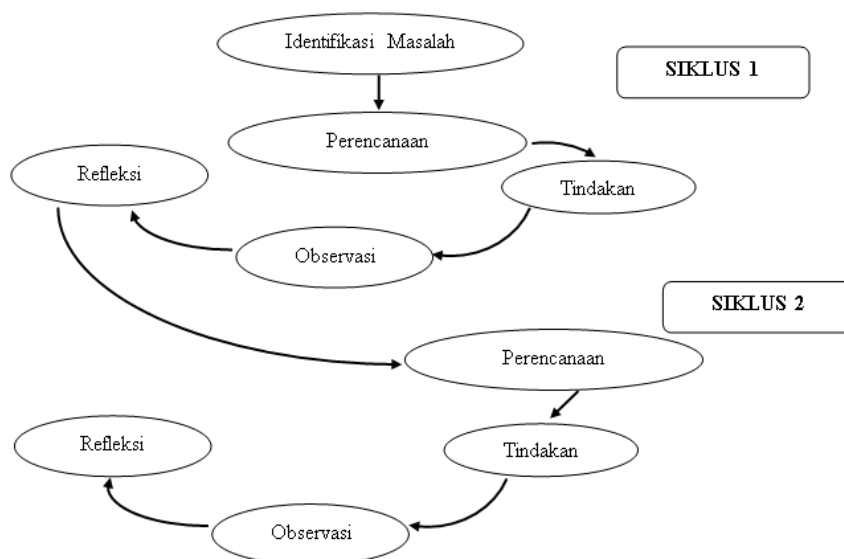 Identifikasi Masalah
SIKLUS 1
Perencanaan
Refleksi
Tindakan
Observasi
SIKLUS 2
Perencanaan
Refleksi
Tindakan
Observasi